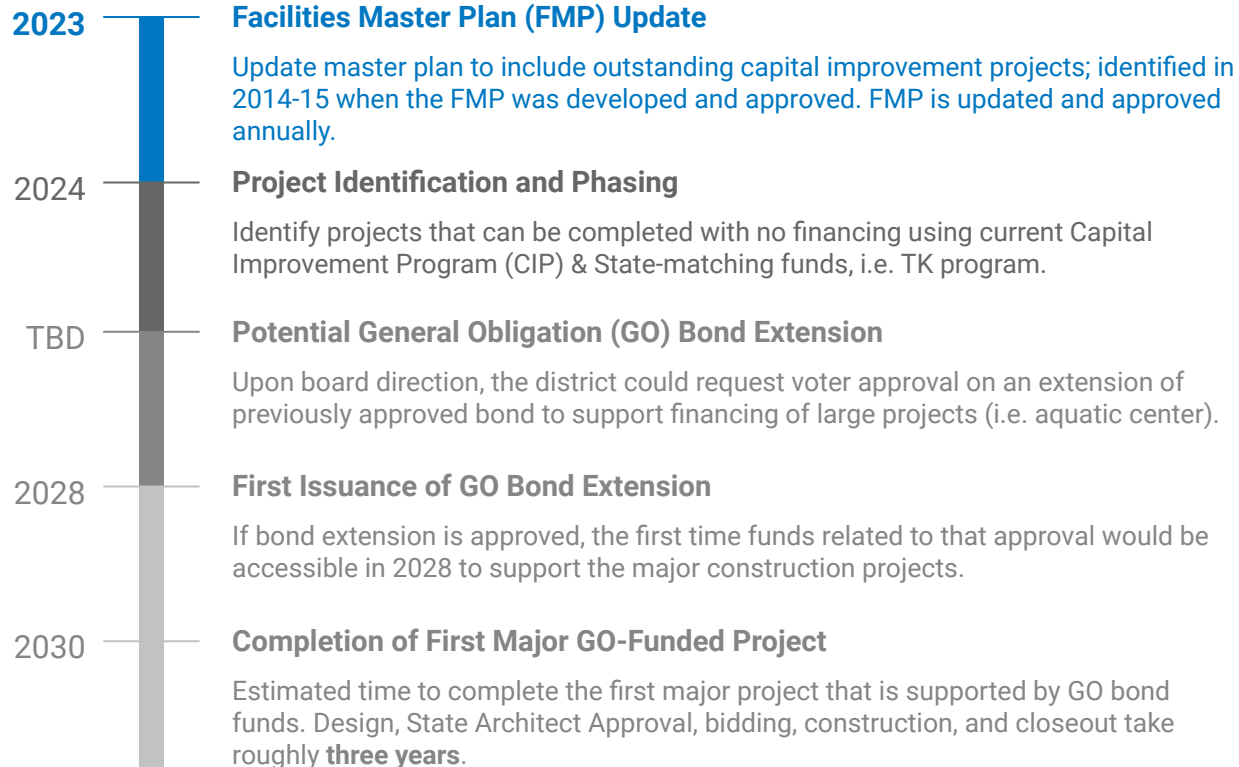 2023
Facilities Master Plan (FMP) Update
Update master plan to include outstanding capital improvement projects; identified in
2014-15 when the FMP was developed and approved. FMP is updated and approved
annually.
2024
Project Identification and Phasing
Identify projects that can be completed with no financing using current Capital
Improvement Program (CIP) & State-matching funds, i.e. TK program.
TBD
Potential General Obligation (GO) Bond Extension
Upon board direction, the district could request voter approval on an extension of
previously approved bond to support financing of large projects (i.e. aquatic center).
2028
First Issuance of GO Bond Extension
If bond extension is approved, the first time funds related to that approval would be
accessible in 2028 to support the major construction projects.
2030
Completion of First Major GO-Funded Project
Estimated time to complete the first major project that is supported by GO bond
funds. Design, State Architect Approval, bidding, construction, and closeout take
roughly three years.